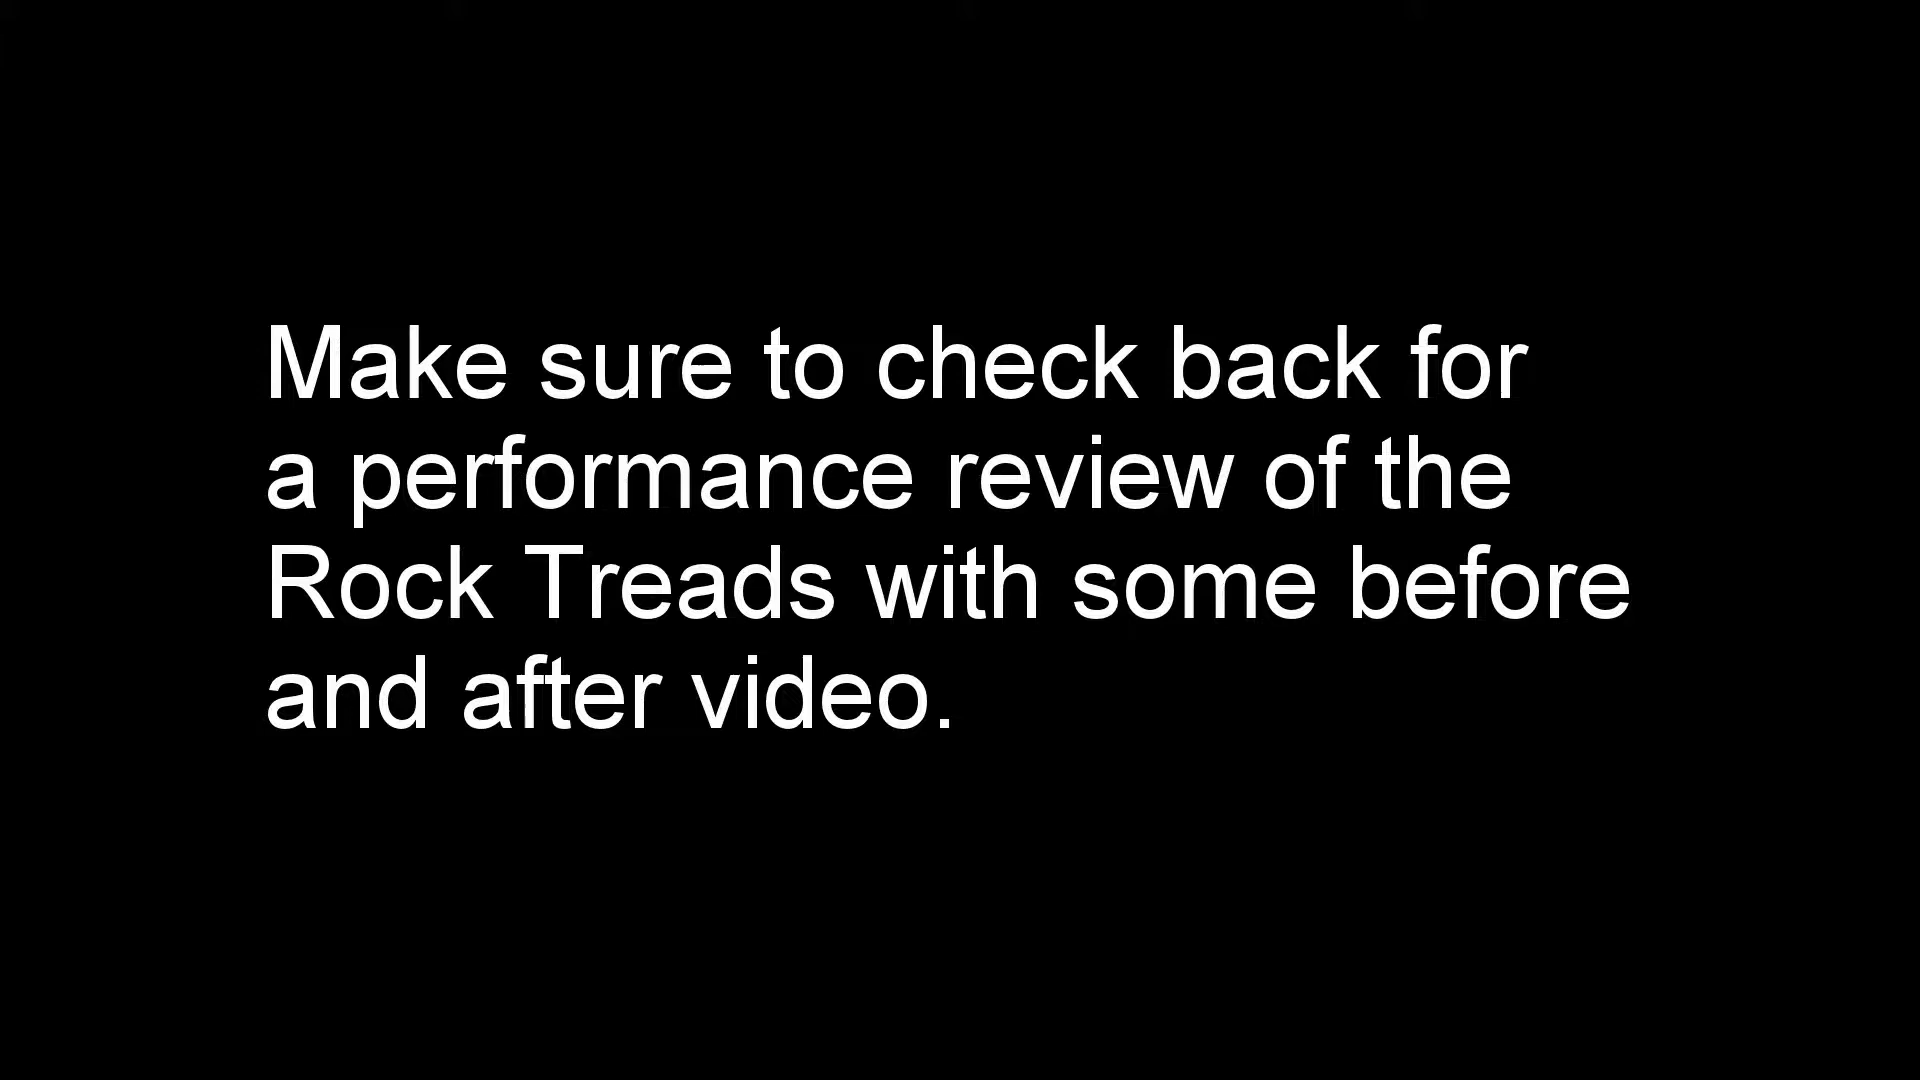 Make sure to check back for
a performance review of the
Rock Treads with some before
and after video.